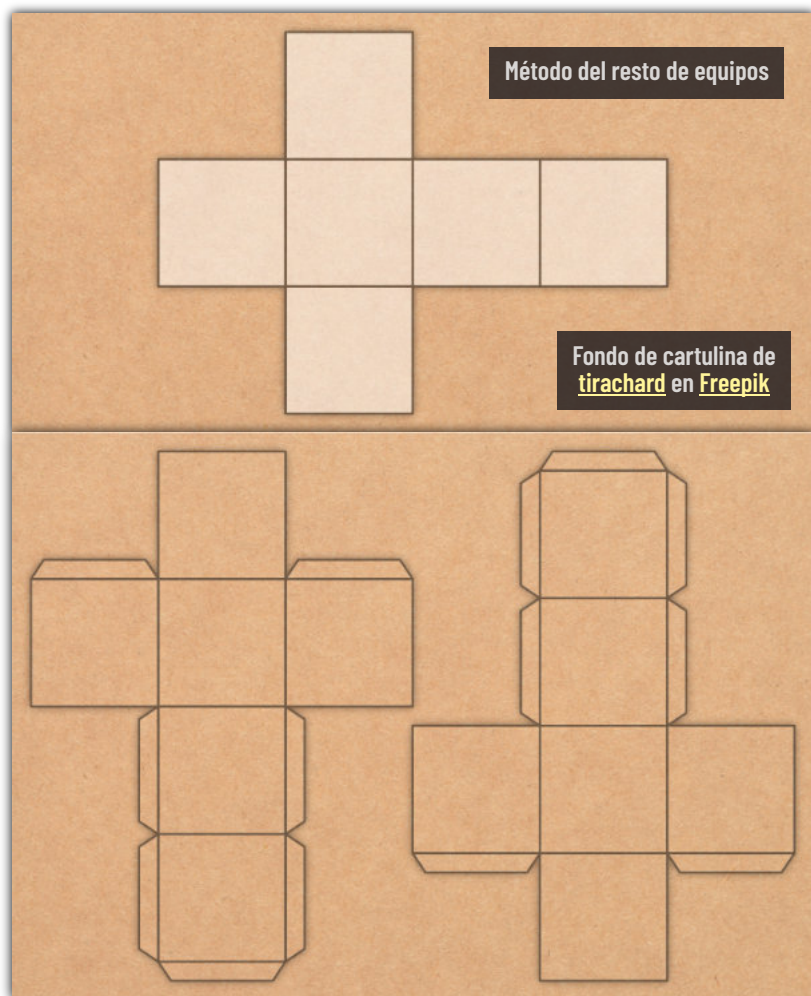 Método del resto de equipos
Fondo de cartulina de
tirachard en Freepik